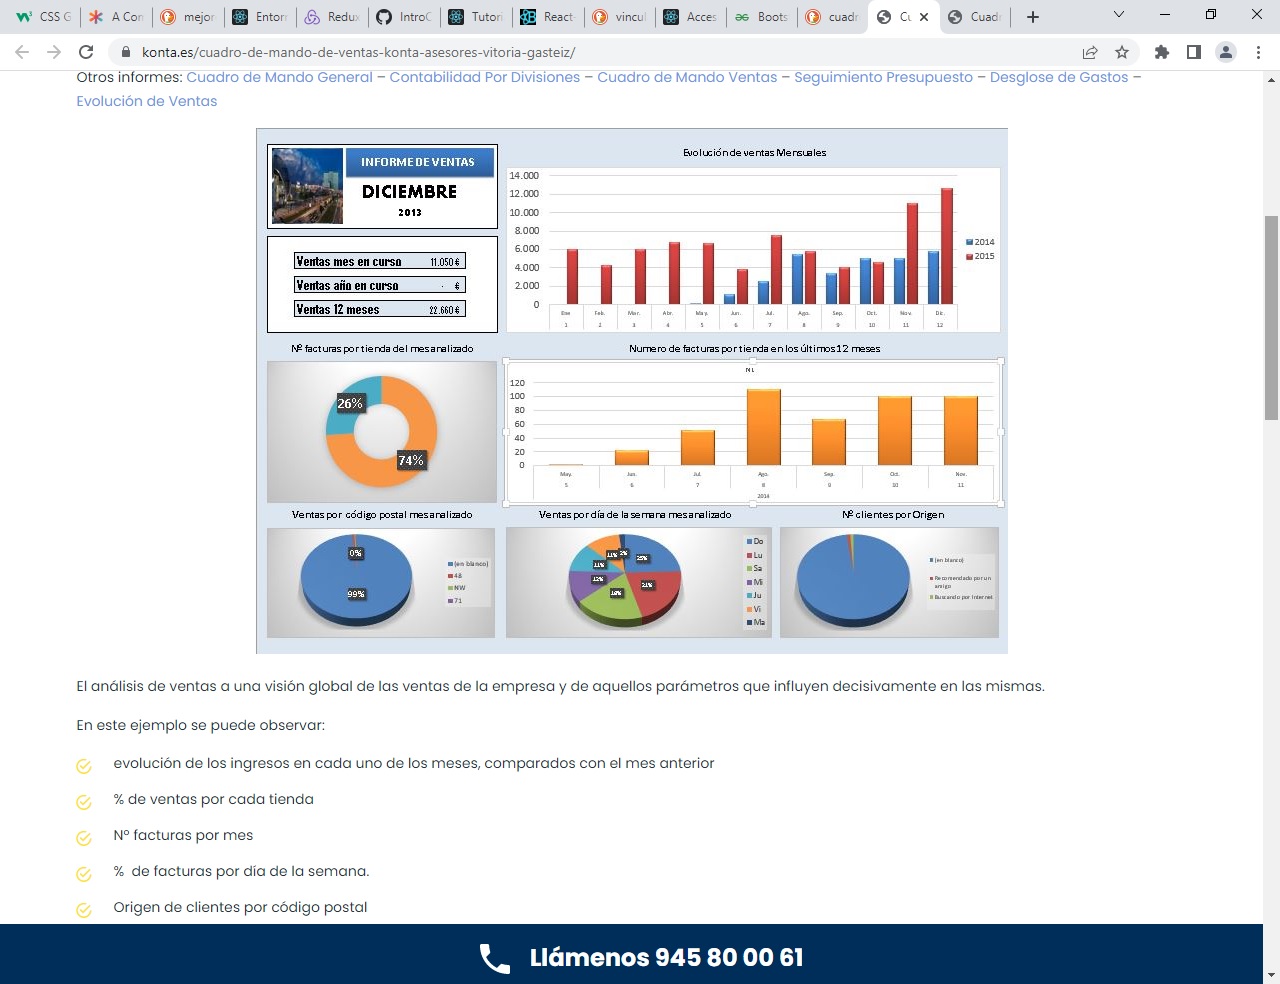 CSS G
A Con
mejor
Entorn
Redux
IntroC
Tutori
React
vincul
Acces
Boots
cuadr
Cu
Cuadr
konta.es/cuadro-de-mando-de-ventas-konta-asesores-vitoria-gasteiz/
Otros informes: Cuadro de Mando General – Contabilidad Por Divisiones – Cuadro de Mando Ventas – Seguimiento Presupuesto – Desglose de Gastos –
Evolución de Ventas
INFORME DE VENTAS
DICIEMBRE
2013
Ventas mes en curso 11.050 €
Ventas año en curso - €
Ventas 12 meses 22.660 €
Evolución de ventas Mensuales
14.000
12.000
10.000
8.000
6.000
4.000
2.000
0
Ene Feb. Mar. Abr. May. Jun. Jul. Ago. Sep. Oct. Nov. Dic.
1 2 3 4 5 6 7 8 9 10 11 12
2014
2015
Nº facturas por tienda del mes analizado
26%
74%
Numero de facturas por tienda en los últimos 12 meses
120
100
80
60
40
20
0
May. Jun. Jul. Ago. Sep. Oct. Nov.
5 6 7 8 9 10 11
2014
Ventas por código postal mes analizado
0%
99%
(en blanco)
48
NW
71
Ventas por día de la semana mes analizado
25%
21%
18%
12%
11%
11%
2%
Do
Lu
Sa
Mi
Ju
Vi
Ma
Nº clientes por Origen
(en blanco)
Recomendado por un
amigo
Buscando por Internet
El análisis de ventas a una visión global de las ventas de la empresa y de aquellos parámetros que influyen decisivamente en las mismas.
En este ejemplo se puede observar:
evolución de los ingresos en cada uno de los meses, comparados con el mes anterior
% de ventas por cada tienda
Nº facturas por mes
% de facturas por día de la semana.
Origen de clientes por código postal
Llámenos 945 80 00 61